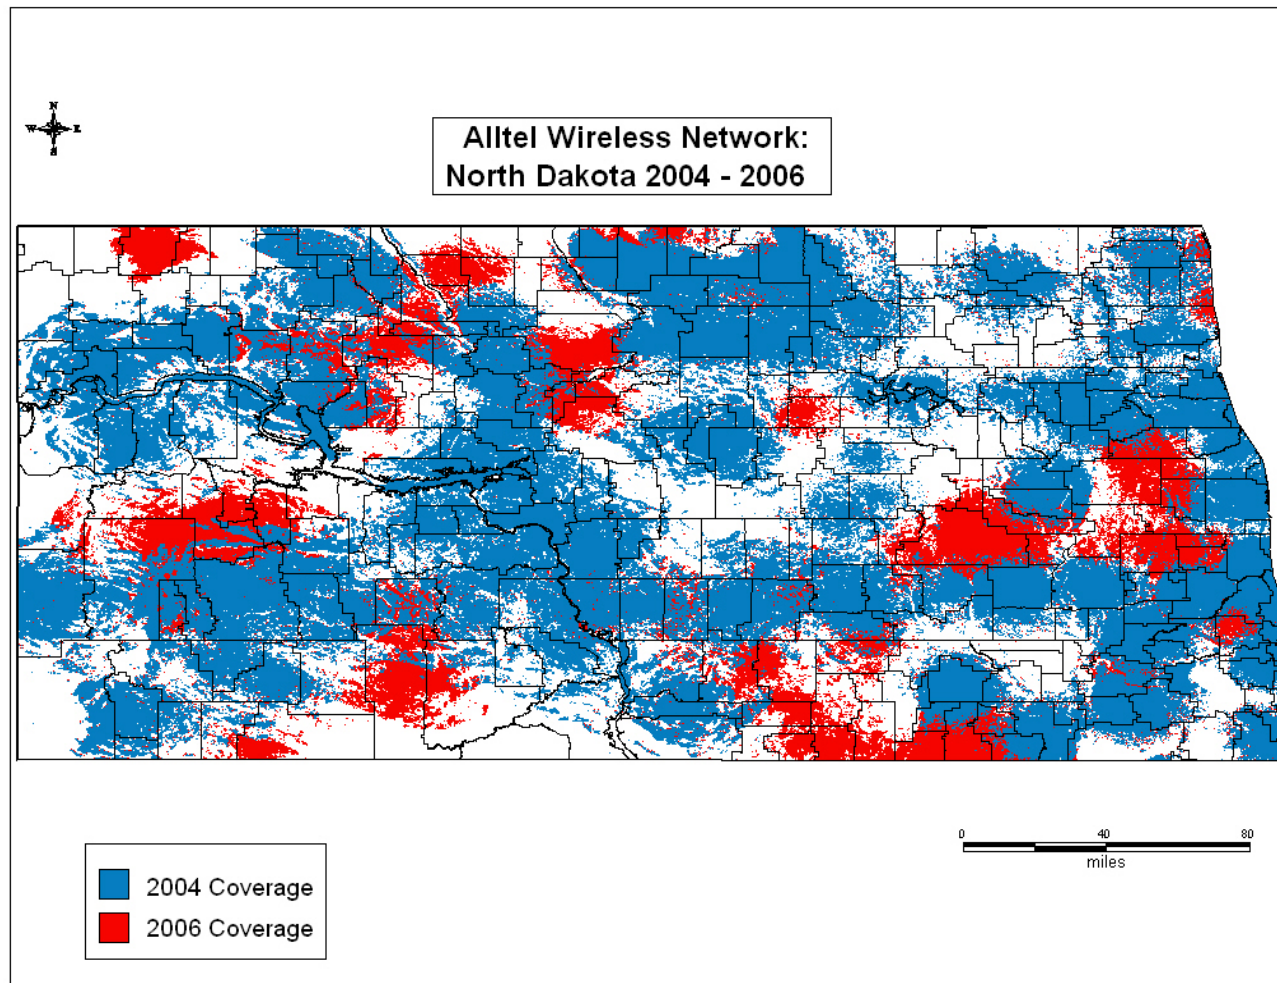 N
W E
S
Alltel Wireless Network:
North Dakota 2004 - 2006
0 40 80
miles
2004 Coverage
2006 Coverage